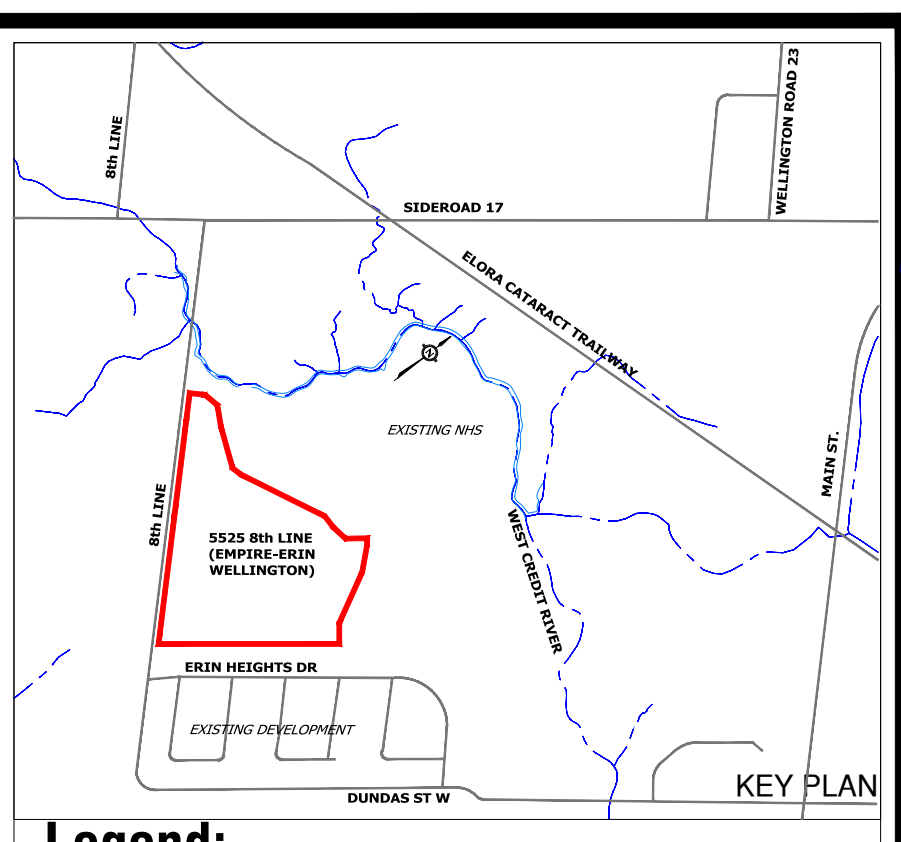 8th LINE
WELLINGTON ROAD 23
SIDEROAD 17
ELORA CATARACT TRAILWAY
N
EXISTING NHS
MAIN ST.
8th LINE
5525 8th LINE
(EMPIRE-ERIN
WELLINGTON)
WEST CREDIT RIVER
ERIN HEIGHTS DR
EXISTING DEVELOPMENT
KEY PLAN
DUNDAS ST W
Legend: